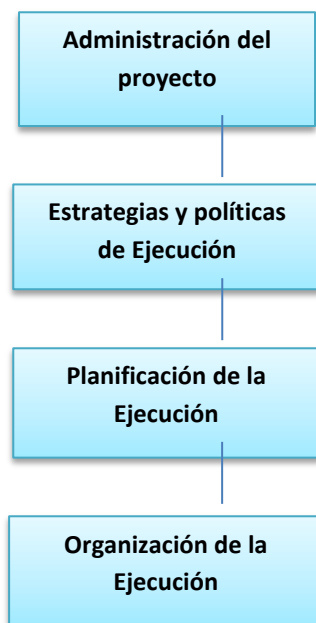 Administración del
proyecto
Estrategias y políticas
de Ejecución
Planificación de la
Ejecución
Organización de la
Ejecución